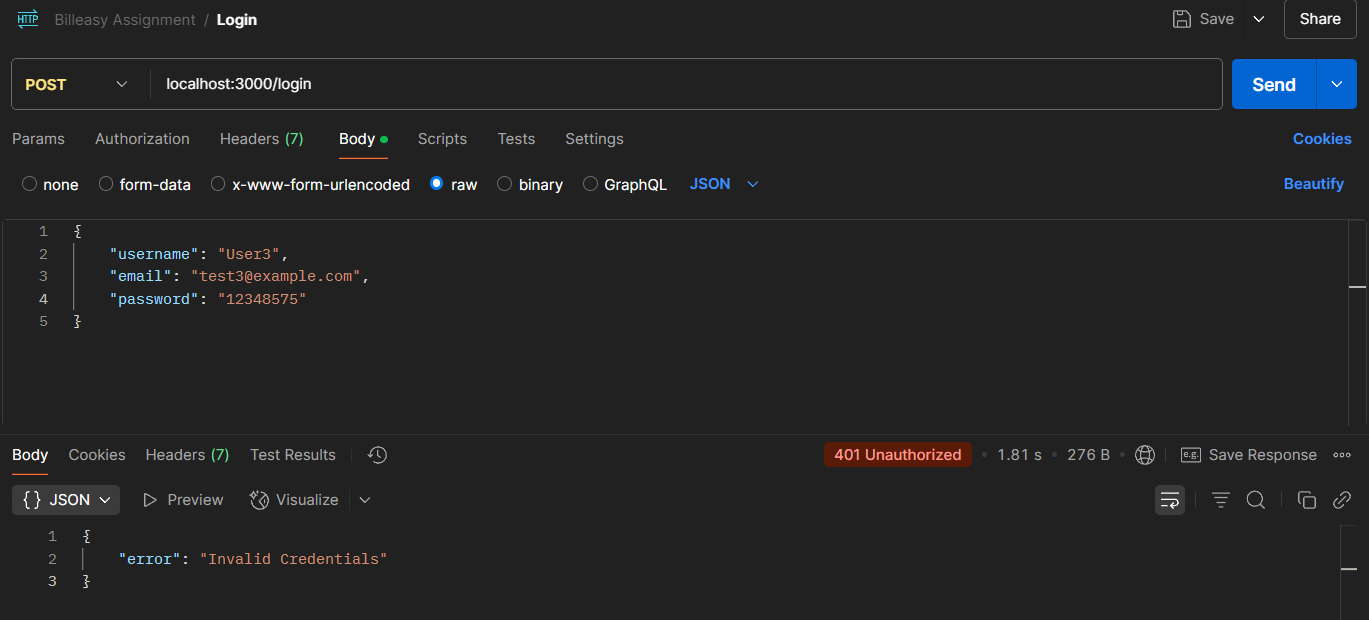 HTTP Billeasy Assignment / Login Save Share
POST localhost:3000/login Send
Params Authorization Headers (7) Body Scripts Tests Settings Cookies
none form-data x-www-form-urlencoded raw binary GraphQL JSON Beautify
1 {
2 "username": "User3",
3 "email": "test3@example.com",
4 "password": "12348575"
5 }
Body Cookies Headers (7) Test Results 401 Unauthorized • 1.81 s • 276 B • e.g. Save Response
{} JSON Preview Visualize
1 {
2 "error": "Invalid Credentials"
3 }